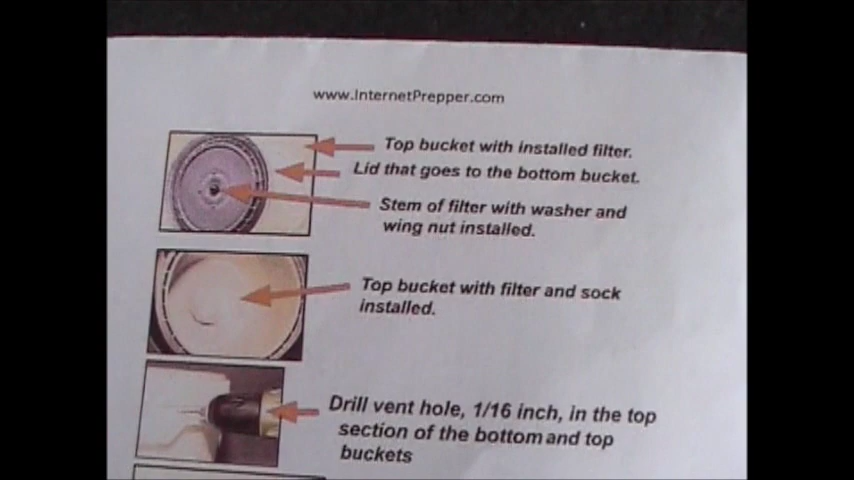 www.InternetPrepper.com
Top bucket with installed filter.
Lid that goes to the bottom bucket.
Stem of filter with washer and
wing nut installed.
Top bucket with filter and sock
installed.
Drill vent hole, 1/16 inch, in the top
section of the bottom and top
buckets